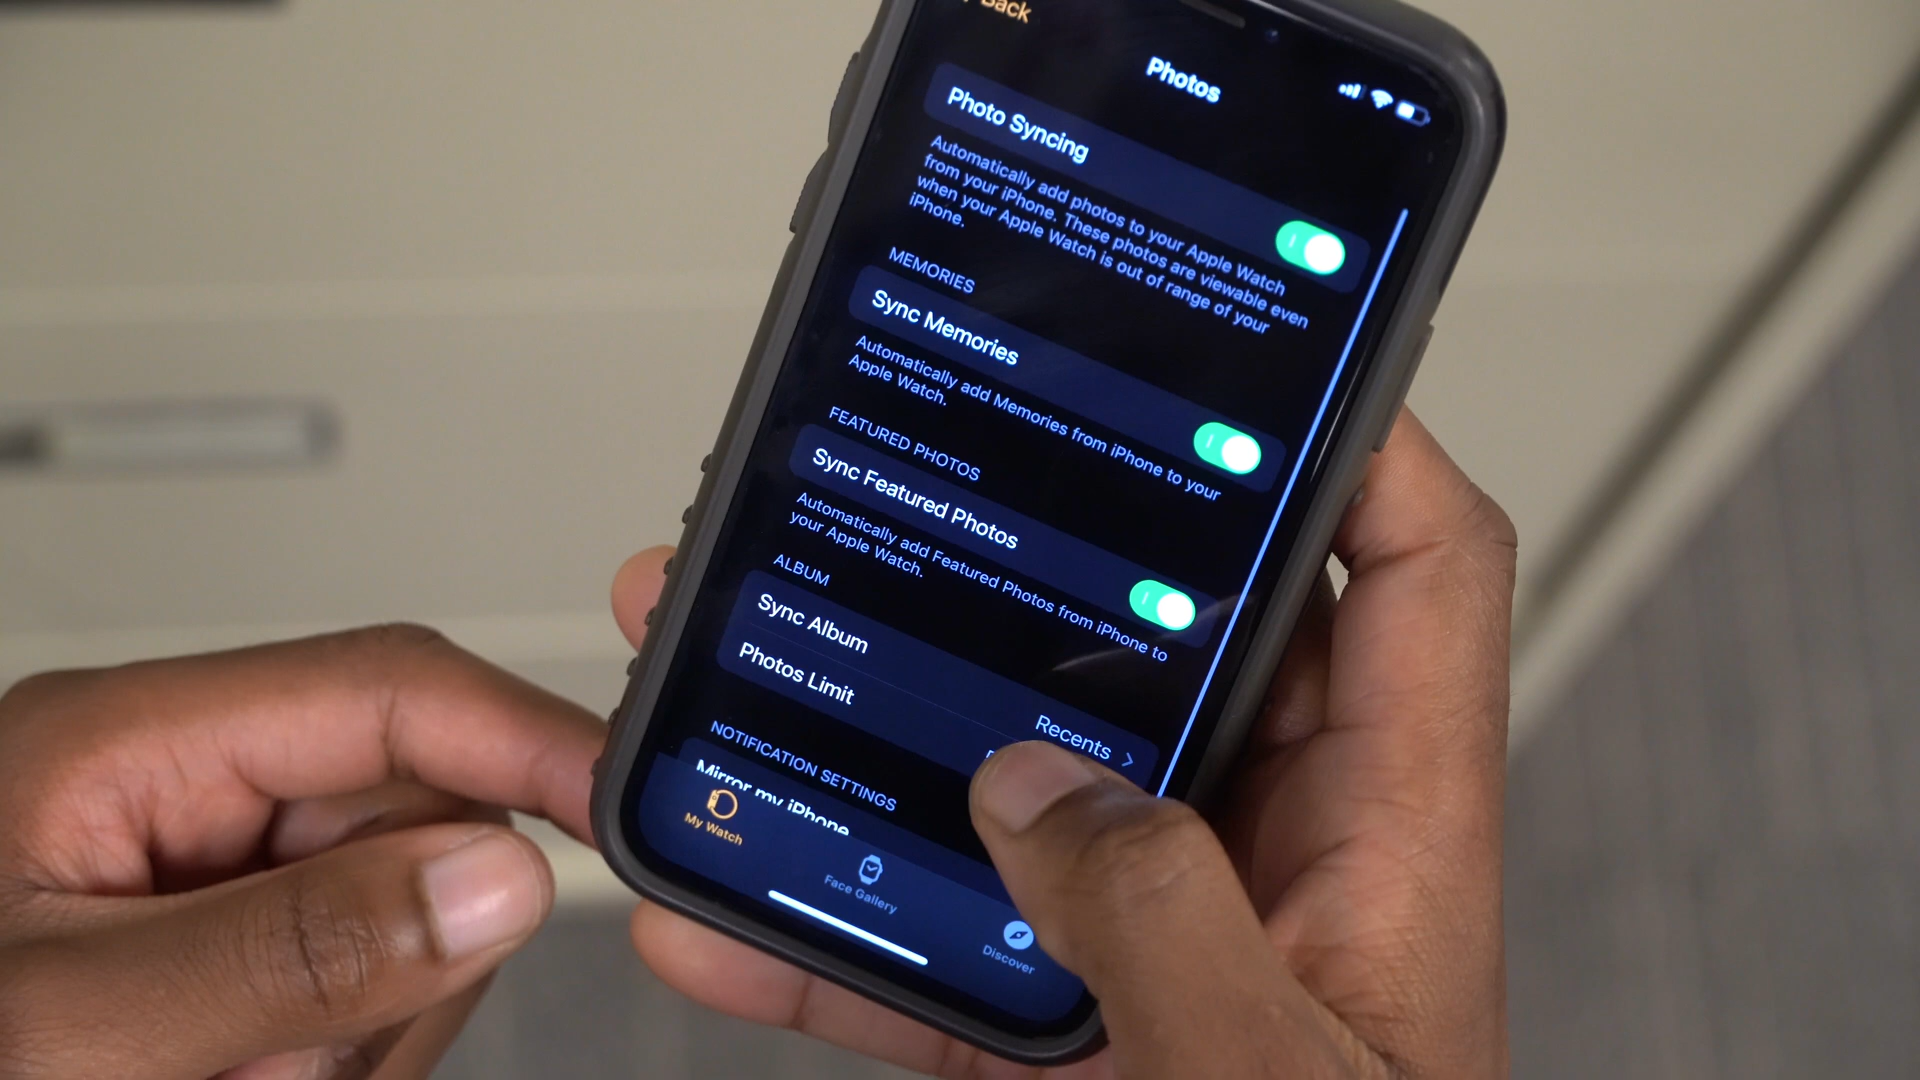 Back
Photos
Photo Syncing
Automatically add photos to your Apple Watch
from your iPhone. These photos are viewable even
when your Apple Watch is out of range of your
iPhone.
MEMORIES
Sync Memories
Automatically add Memories from iPhone to your
Apple Watch.
FEATURED PHOTOS
Sync Featured Photos
Automatically add Featured Photos from iPhone to
your Apple Watch.
ALBUM
Sync Album
Recents
Photos Limit
NOTIFICATION SETTINGS
Mirror my iPhone
My Watch
Face Gallery
Discover